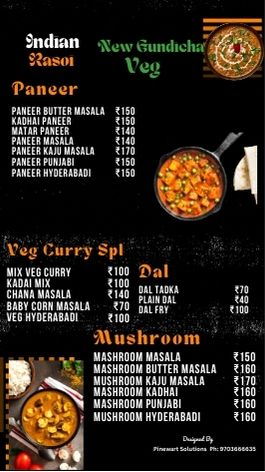 Indian
Rasoi
New Gundicha
Veg
Paneer
PANEER BUTTER MASALA ₹150
KADHAI PANEER ₹150
MATAR PANEER ₹140
PANEER MASALA ₹140
PANEER KAJU MASALA ₹170
PANEER PUNJABI ₹150
PANEER HYDERABADI ₹150
Veg Curry Spl
MIX VEG CURRY ₹100
KADAI MIX ₹100
CHANA MASALA ₹140
BABY CORN MASALA ₹70
VEG HYDERABADI ₹100
Dal
DAL TADKA ₹70
PLAIN DAL ₹40
DAL FRY ₹100
Mushroom
MASHROOM MASALA ₹150
MASHROOM BUTTER MASALA ₹160
MUSHROOM KAJU MASALA ₹170
MASHROOM KADHAI ₹160
MUSHROOM PUNJABI ₹160
MUSHROOM HYDERABADI ₹160
Designed By
Pinewart Solutions Ph:9703666635